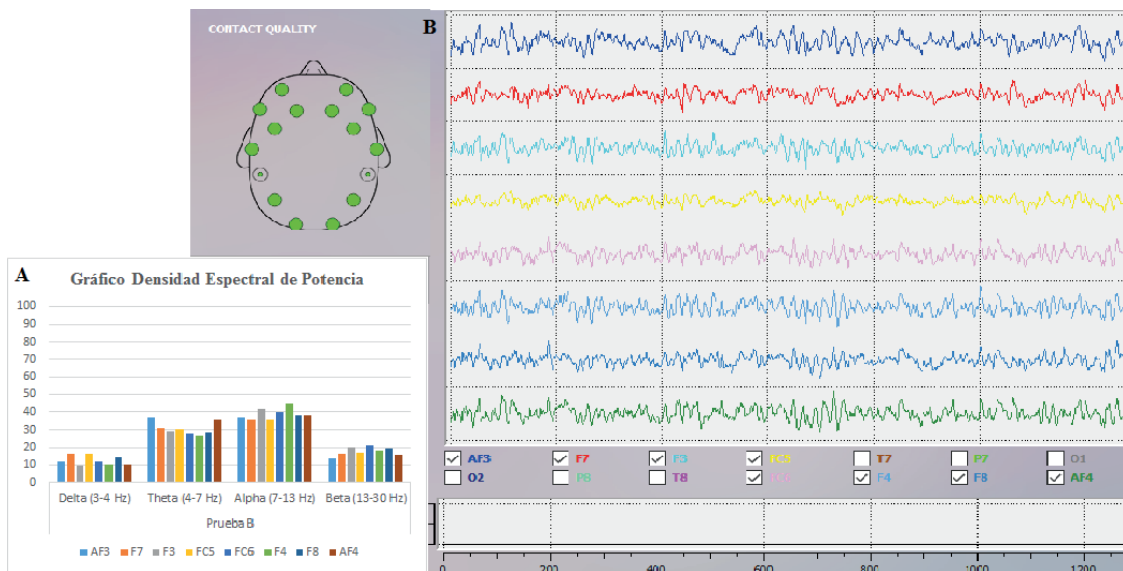 CONTACT QUALITY
B
AF3 F7 F3 FC5 T7 P7 O1
O2 P8 T8 FC6 F4 F8 AF4
0 200 400 600 800 1000 1200
A
Gráfico Densidad Espectral de Potencia
100
90
80
70
60
50
40
30
20
10
0
Delta (3-4 Hz) Theta (4-7 Hz) Alpha (7-13 Hz) Beta (13-30 Hz)
Prueba B
AF3 F7 F3 FC5 FC6 F4 F8 AF4